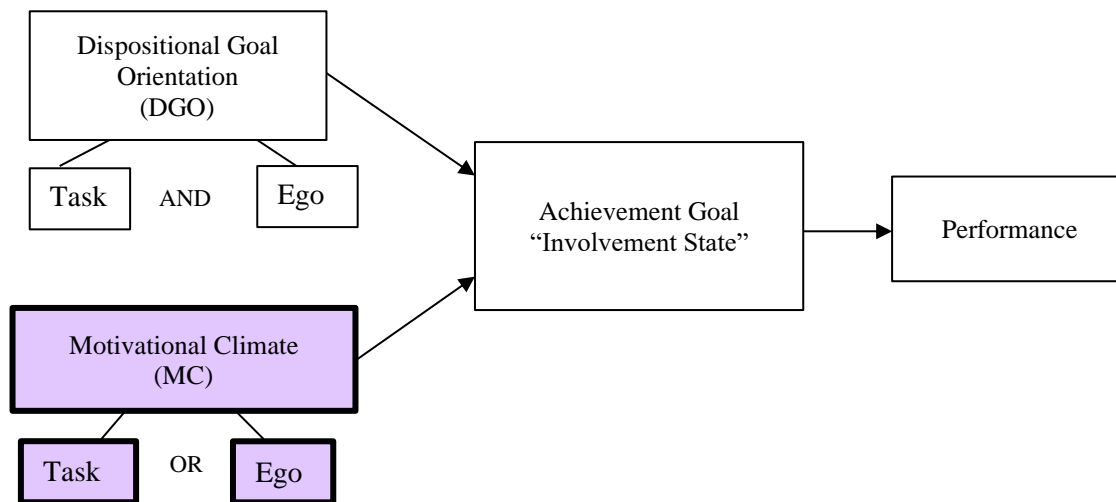 Dispositional Goal
Orientation
(DGO)
Task AND Ego
Achievement Goal
“Involvement State”
Performance
Motivational Climate
(MC)
Task OR Ego